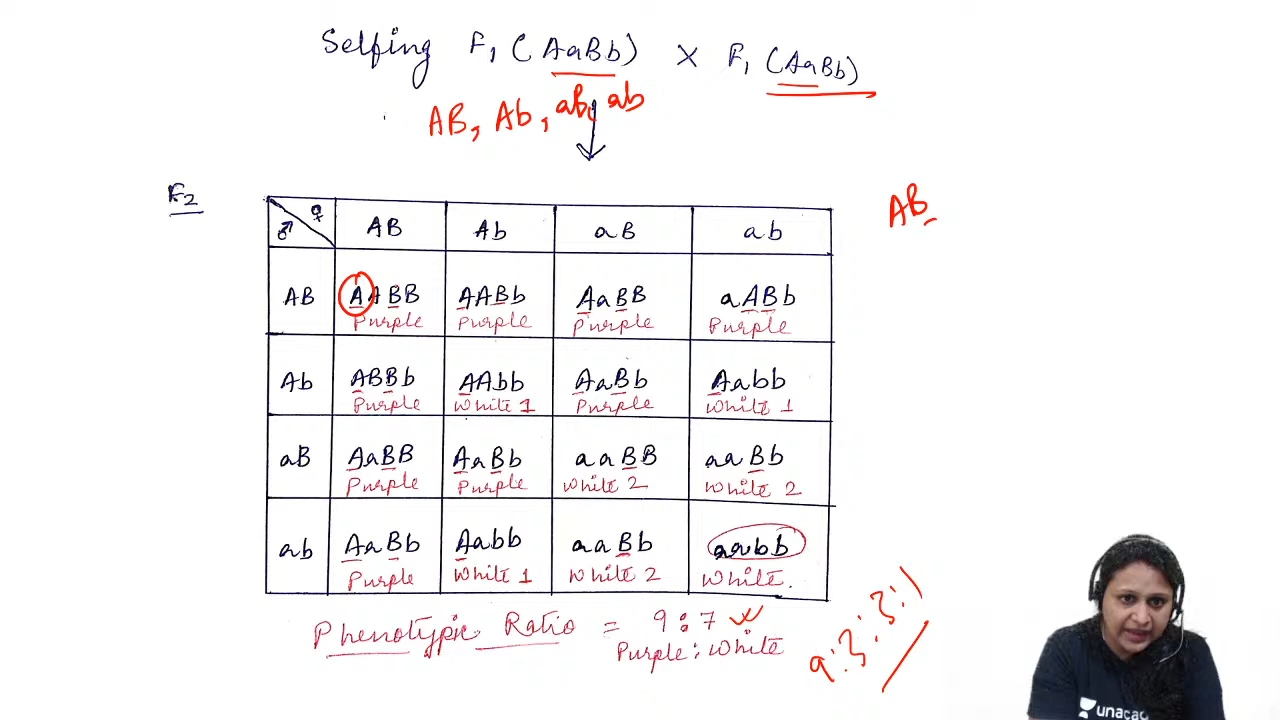 Selfing F1 (AaBb) × F1 (AaBb)
AB, Ab, aB, ab
F2
AB
♂ ♀ AB Ab aB ab
AB AABB AABb AaBB aABb
Purple Purple Purple Purple
Ab ABBb AAbb AaBb Aabb
Purple White 1 Purple White 1
aB AaBB AaBb aaBB aaBb
Purple Purple White 2 White 2
ab AaBb Aabb aaBb aabb
Purple White 1 White 2 White.
Phenotypic Ratio = 9:7
Purple: White
9:3:3:1
unaca